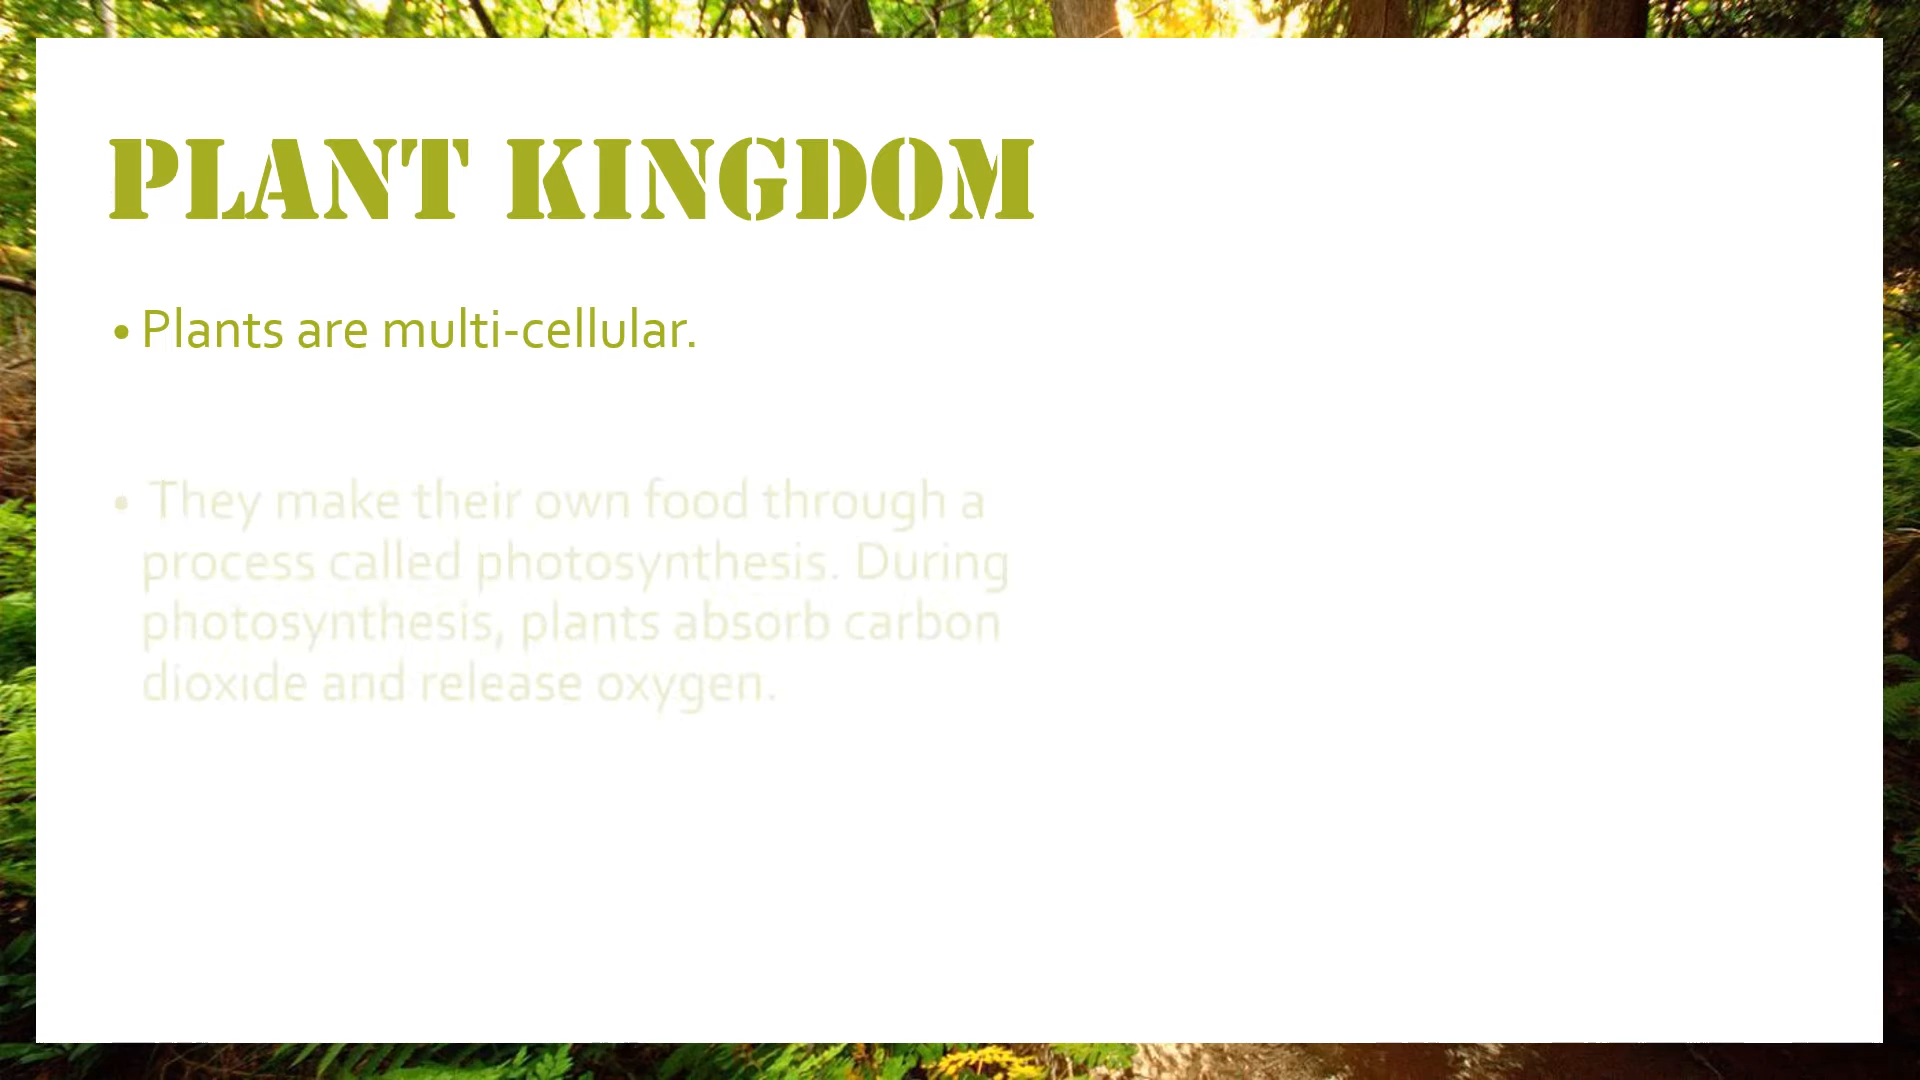 PLANT KINGDOM
• Plants are multi-cellular.
• They make their own food through a
process called photosynthesis. During
photosynthesis, plants absorb carbon
dioxide and release oxygen.